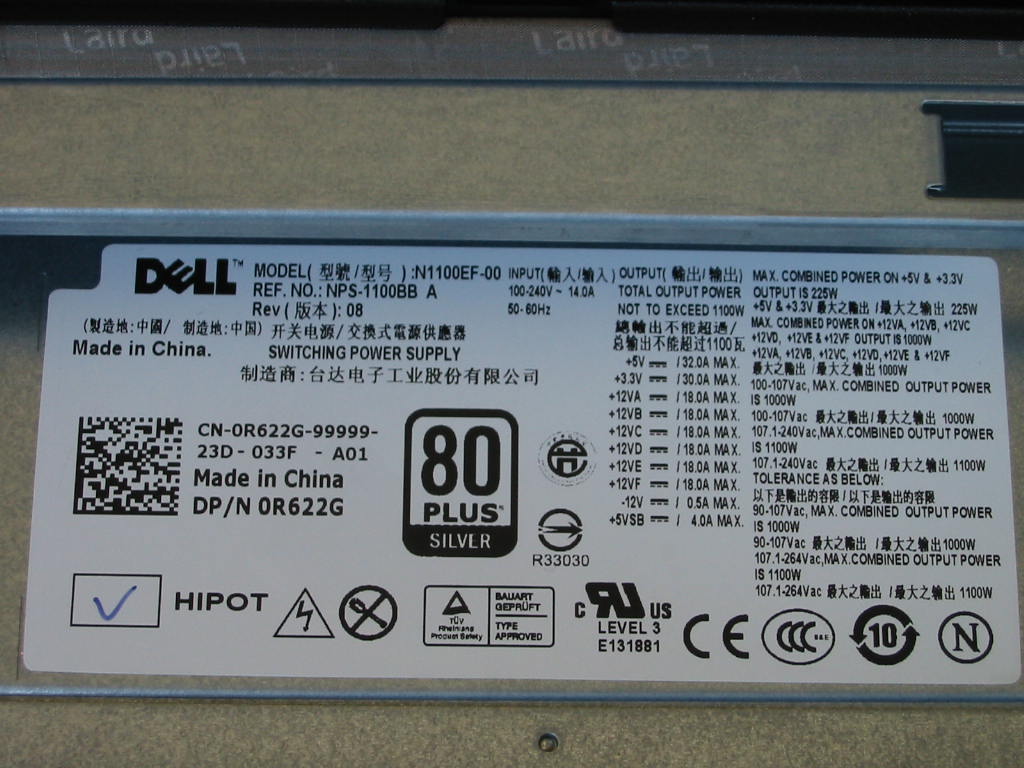 Laird
Laird
Laird
Laird
DELL™
MODEL( 型號/型号 ):N1100EF-00
REF. NO.: NPS-1100BB A
Rev ( 版本 ): 08
(製造地:中國/ 制造地:中国) 开关电源/ 交換式電源供應器
Made in China. SWITCHING POWER SUPPLY
制造商:台达电子工业股份有限公司
INPUT(輸入/输入)
100-240V ~ 14.0A
50- 60Hz
OUTPUT( 輸出/ 输出)
TOTAL OUTPUT POWER
NOT TO EXCEED 1100W
總輸出不能超過/
总输出不能超过1100瓦
+5V / 32.0A MAX.
+3.3V / 30.0A MAX.
+12VA / 18.0A MAX.
+12VB / 18.0A MAX.
+12VC / 18.0A MAX.
+12VD / 18.0A MAX.
+12VE / 18.0A MAX.
+12VF / 18.0A MAX.
-12V / 0.5A MAX.
+5VSB / 4.0A MAX.
MAX. COMBINED POWER ON +5V & +3.3V
OUTPUT IS 225W
+5V & +3.3V 最大之輸出 / 最大之输出 225W
MAX. COMBINED POWER ON +12VA, +12VB, +12VC
+12VD, +12VE & +12VF OUTPUT IS 1000W
+12VA, +12VB, +12VC, +12VD, +12VE & +12VF
最大之輸出 / 最大之输出 1000W
100-107Vac, MAX. COMBINED OUTPUT POWER
IS 1000W
100-107Vac 最大之輸出/ 最大之输出 1000W
107.1-240Vac,MAX.COMBINED OUTPUT POWER
IS 1100W
107.1-240Vac 最大之輸出 / 最大之输出 1100W
TOLERANCE AS BELOW:
以下是輸出的容限 / 以下是输出的容限
90-107Vac, MAX. COMBINED OUTPUT POWER
IS 1000W
90-107Vac 最大之輸出 / 最大之输出 1000W
107.1-264Vac,MAX.COMBINED OUTPUT POWER
IS 1100W
107.1-264Vac 最大之輸出 / 最大之输出 1100W
CN-0R622G-99999-
23D - 033F - A01
Made in China
DP/N 0R622G
80
PLUS
SILVER
R33030
HIPOT
TÜV
Rheinland
Product Safety
BAUART
GEPRÜFT
TYPE
APPROVED
c RU US
LEVEL 3
E131881
CE
CCC S&E
10
N